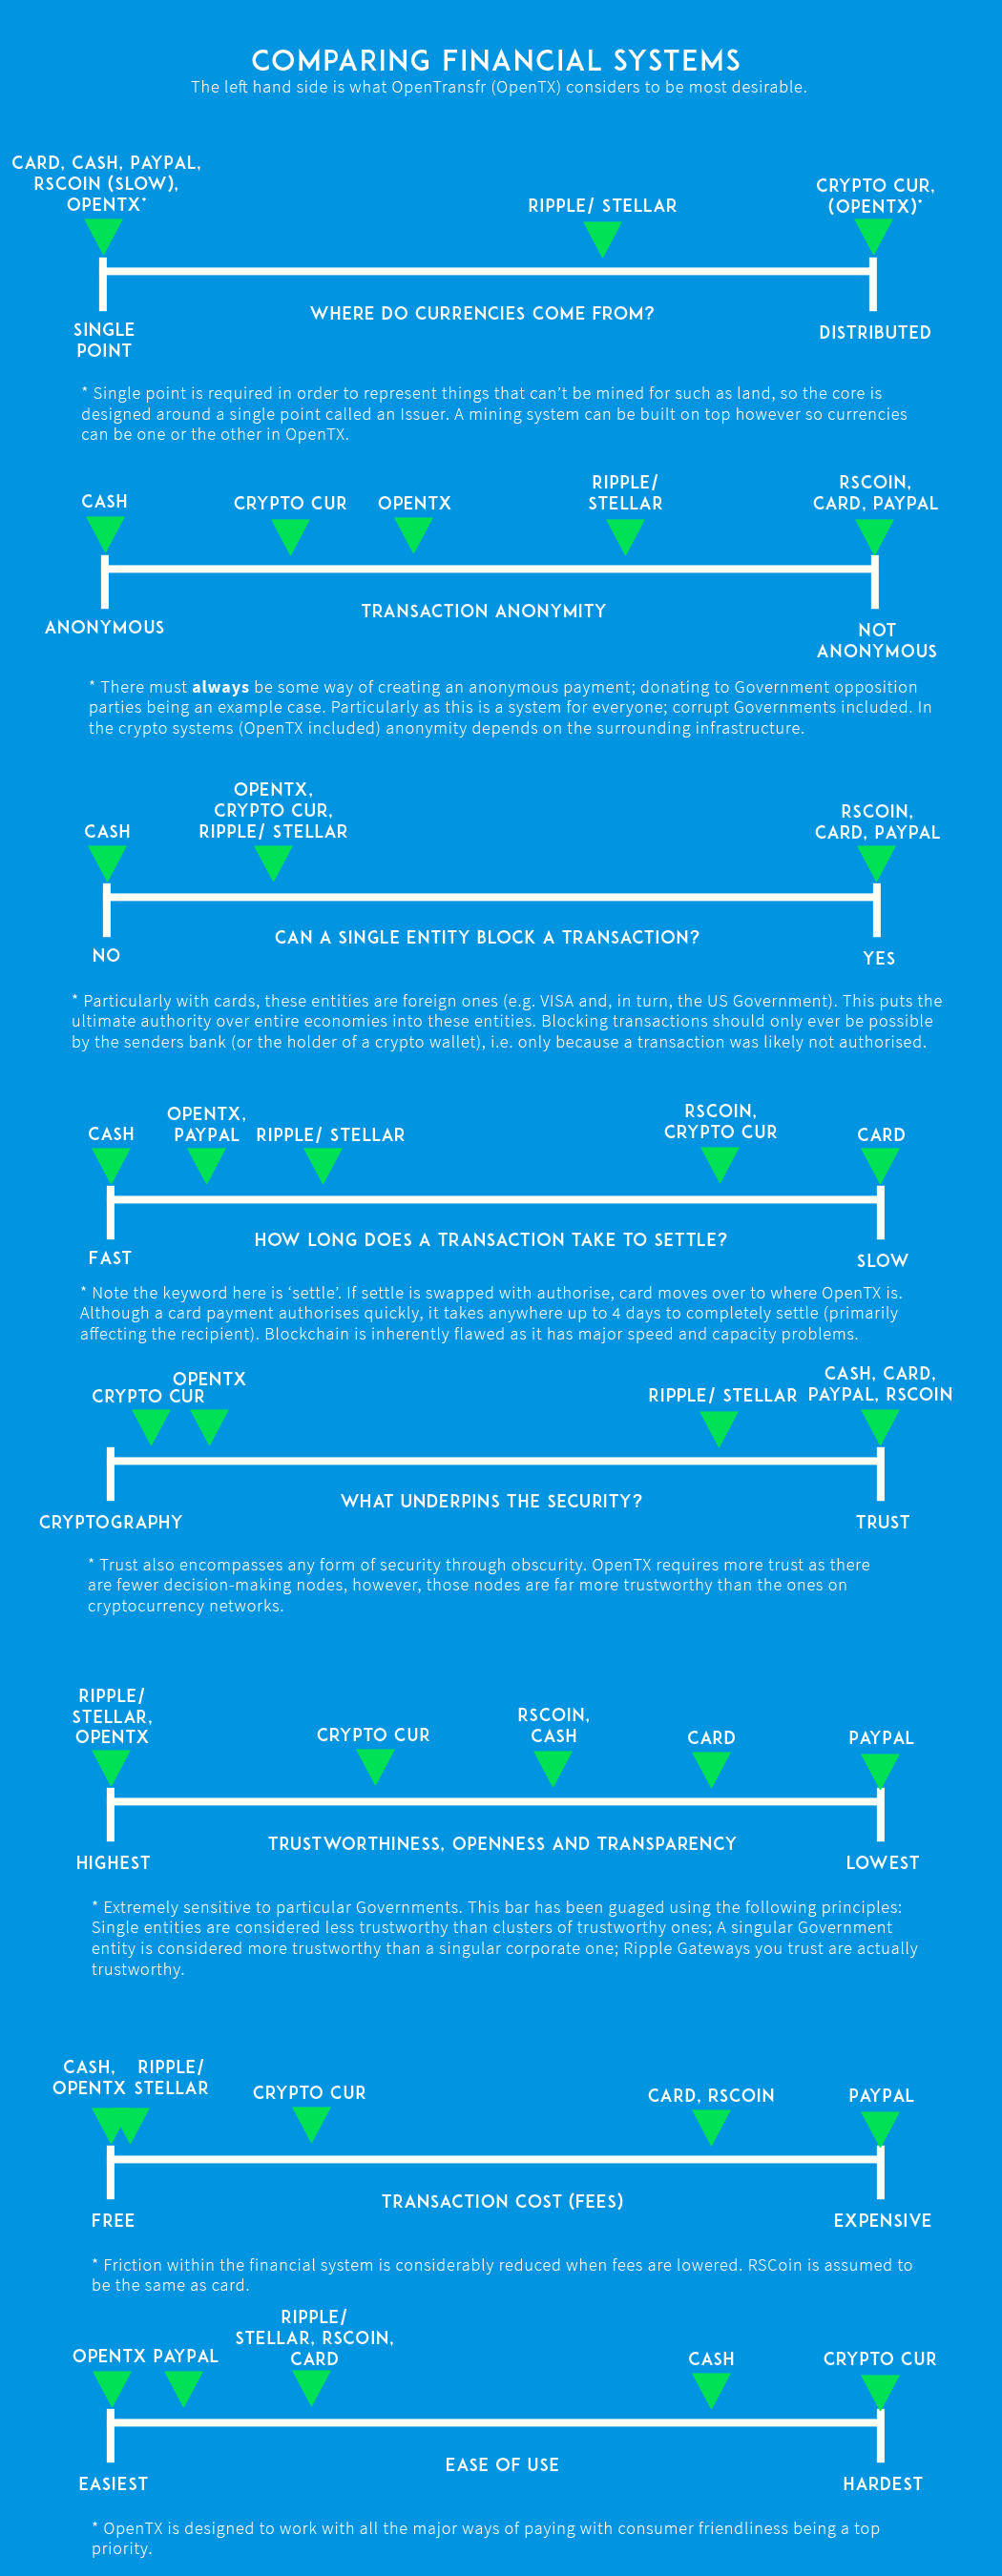 COMPARING FINANCIAL SYSTEMS
The left hand side is what OpenTransfr (OpenTX) considers to be most desirable.
CARD, CASH, PAYPAL,
RSCOIN (SLOW),
OPENTX*
RIPPLE/ STELLAR
CRYPTO CUR,
(OPENTX)*
WHERE DO CURRENCIES COME FROM?
SINGLE
POINT
DISTRIBUTED
* Single point is required in order to represent things that can't be mined for such as land, so the core is
designed around a single point called an Issuer. A mining system can be built on top however so currencies
can be one or the other in OpenTX.
CASH
CRYPTO CUR
OPENTX
RIPPLE/
STELLAR
RSCOIN,
CARD, PAYPAL
TRANSACTION ANONYMITY
ANONYMOUS
NOT
ANONYMOUS
* There must always be some way of creating an anonymous payment; donating to Government opposition
parties being an example case. Particularly as this is a system for everyone; corrupt Governments included. In
the crypto systems (OpenTX included) anonymity depends on the surrounding infrastructure.
CASH
OPENTX,
CRYPTO CUR,
RIPPLE/ STELLAR
RSCOIN,
CARD, PAYPAL
CAN A SINGLE ENTITY BLOCK A TRANSACTION?
NO
YES
* Particularly with cards, these entities are foreign ones (e.g. VISA and, in turn, the US Government). This puts the
ultimate authority over entire economies into these entities. Blocking transactions should only ever be possible
by the senders bank (or the holder of a crypto wallet), i.e. only because a transaction was likely not authorised.
CASH
OPENTX,
PAYPAL
RIPPLE/ STELLAR
RSCOIN,
CRYPTO CUR
CARD
HOW LONG DOES A TRANSACTION TAKE TO SETTLE?
FAST
SLOW
* Note the keyword here is 'settle'. If settle is swapped with authorise, card moves over to where OpenTX is.
Although a card payment authorises quickly, it takes anywhere up to 4 days to completely settle (primarily
affecting the recipient). Blockchain is inherently flawed as it has major speed and capacity problems.
OPENTX
CRYPTO CUR
RIPPLE/ STELLAR
CASH, CARD,
PAYPAL, RSCOIN
WHAT UNDERPINS THE SECURITY?
CRYPTOGRAPHY
TRUST
* Trust also encompasses any form of security through obscurity. OpenTX requires more trust as there
are fewer decision-making nodes, however, those nodes are far more trustworthy than the ones on
cryptocurrency networks.
RIPPLE/
STELLAR,
OPENTX
CRYPTO CUR
RSCOIN,
CASH
CARD
PAYPAL
TRUSTWORTHINESS, OPENNESS AND TRANSPARENCY
HIGHEST
LOWEST
* Extremely sensitive to particular Governments. This bar has been guaged using the following principles:
Single entities are considered less trustworthy than clusters of trustworthy ones; A singular Government
entity is considered more trustworthy than a singular corporate one; Ripple Gateways you trust are actually
trustworthy.
CASH,
OPENTX
RIPPLE/
STELLAR
CRYPTO CUR
CARD, RSCOIN
PAYPAL
TRANSACTION COST (FEES)
FREE
EXPENSIVE
* Friction within the financial system is considerably reduced when fees are lowered. RSCoin is assumed to
be the same as card.
OPENTX
PAYPAL
RIPPLE/
STELLAR, RSCOIN,
CARD
CASH
CRYPTO CUR
EASE OF USE
EASIEST
HARDEST
* OpenTX is designed to work with all the major ways of paying with consumer friendliness being a top
priority.